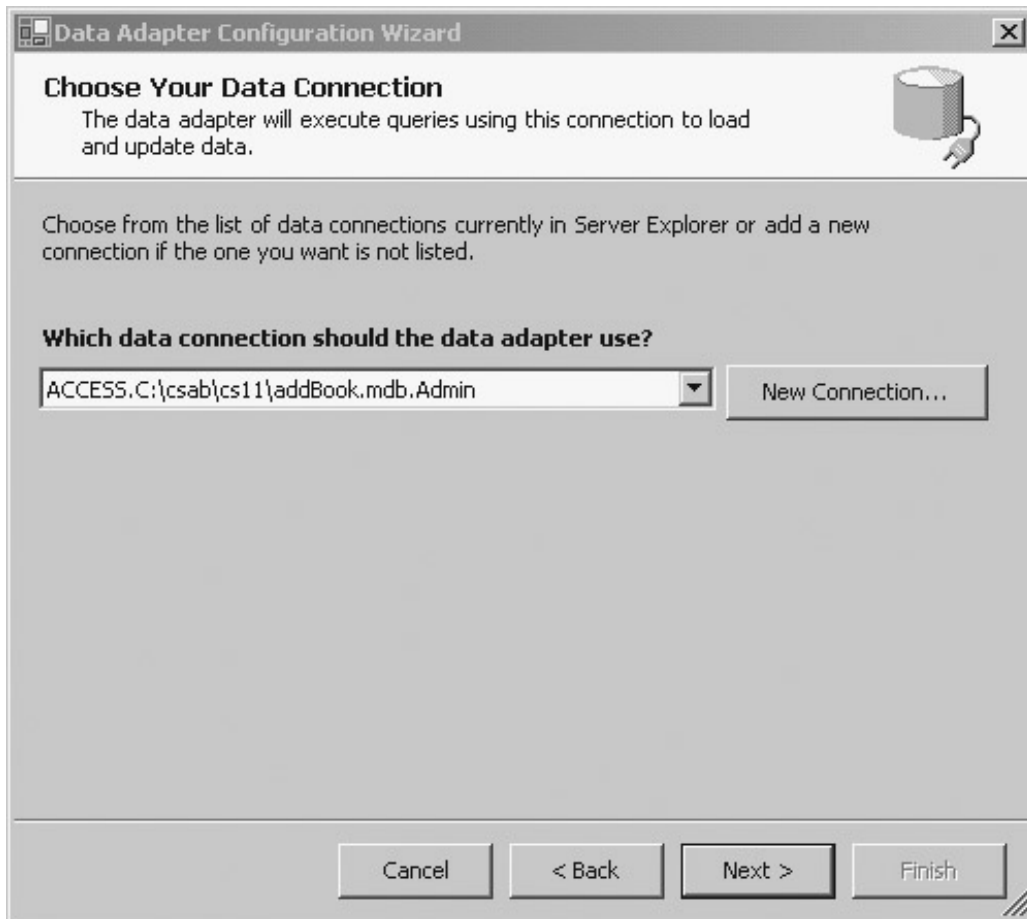 Data Adapter Configuration Wizard
Choose Your Data Connection
The data adapter will execute queries using this connection to load
and update data.
Choose from the list of data connections currently in Server Explorer or add a new
connection if the one you want is not listed.
Which data connection should the data adapter use?
ACCESS.C:\csab\cs11\addBook.mdb.Admin
New Connection...
Cancel
< Back
Next >
Finish